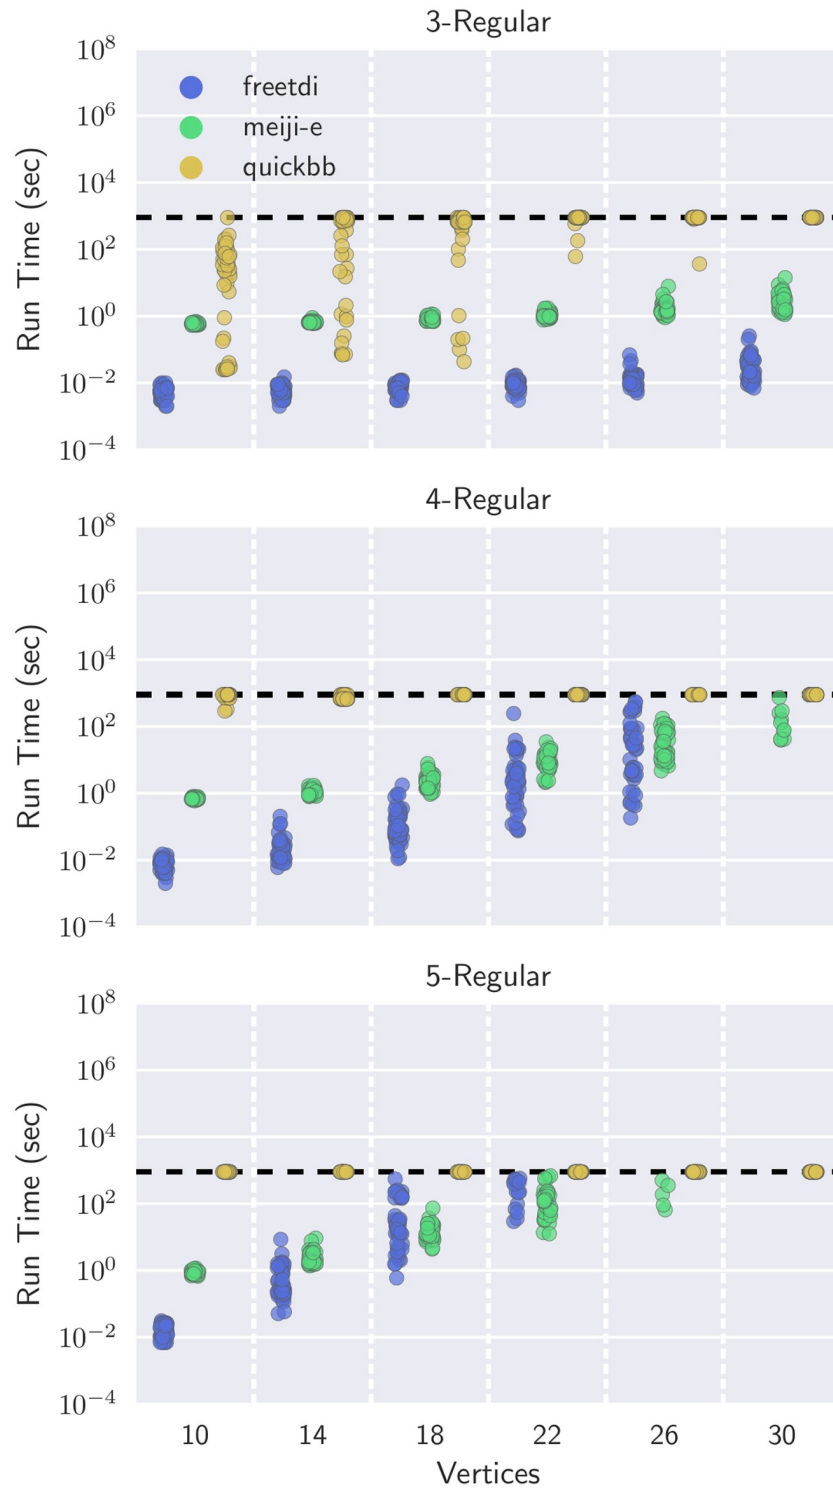 3-Regular
10^8
10^6
10^4
10^2
10^0
10^−2
10^−4
Run Time (sec)
freetdi
meiji-e
quickbb
4-Regular
10^8
10^6
10^4
10^2
10^0
10^−2
10^−4
Run Time (sec)
5-Regular
10^8
10^6
10^4
10^2
10^0
10^−2
10^−4
Run Time (sec)
10 14 18 22 26 30
Vertices